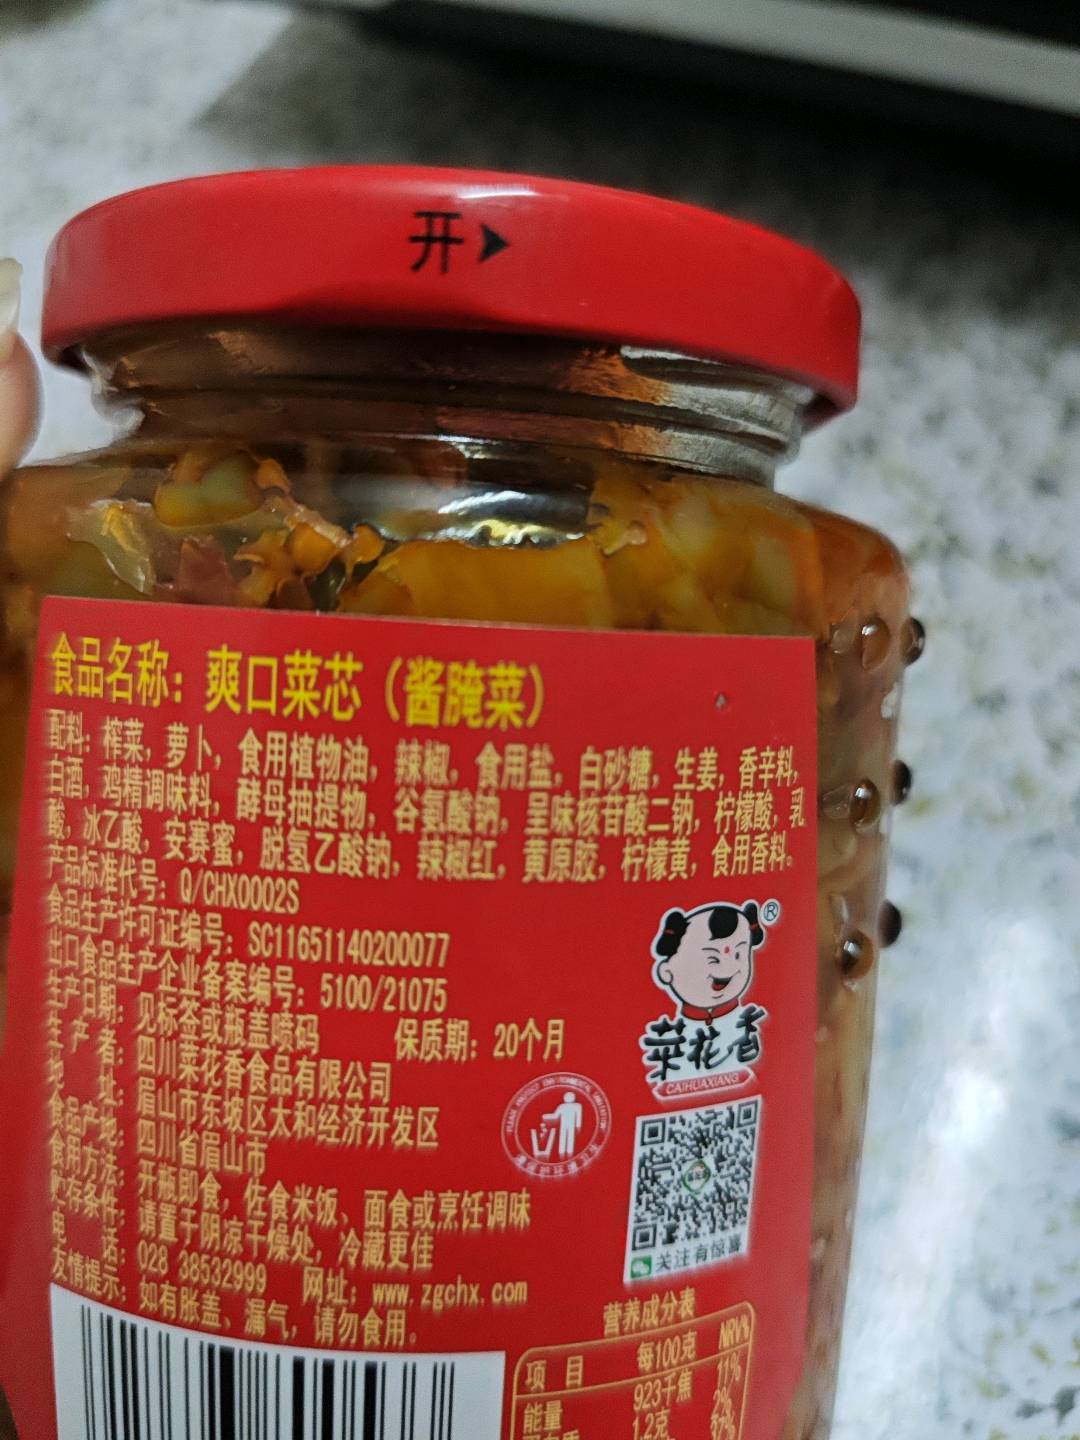 开
食品名称：爽口菜芯（酱腌菜）
配料：榨菜，萝卜，食用植物油，辣椒，食用盐，白砂糖，生姜，香辛料，
白酒，鸡精调味料，酵母抽提物，谷氨酸钠，呈味核苷酸二钠，柠檬酸，乳
酸，冰乙酸，安赛蜜，脱氢乙酸钠，辣椒红，黄原胶，柠檬黄，食用香料。
产品标准代号：Q/CHX0002S
食品生产许可证编号：SC11651140200077
出口食品生产企业备案编号：5100/21075
生产日期：见标签或瓶盖喷码 保质期：20个月
生 产 者：四川菜花香食品有限公司
地 址：眉山市东坡区大和经济开发区
食品产地：四川省眉山市
食用方法：开瓶即食，佐食米饭、面食或烹饪调味
贮存条件：请置于阴凉干燥处，冷藏更佳
电 话：028 38532999 网址：www.zgchx.com
友情提示：如有胀盖、漏气，请勿食用。
®
菜花香
CAIHUAXIANG
关注有惊喜
营养成分表
项 目 每100克 NRV%
能量 923千焦 11%
1.2克 2%
37%